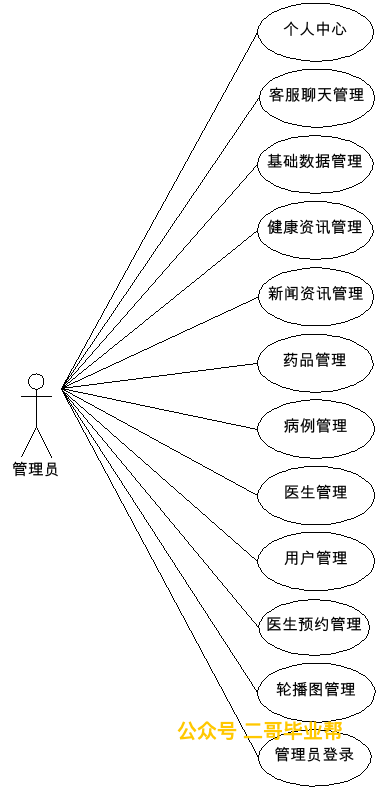 个人中心
客服聊天管理
基础数据管理
健康资讯管理
新闻资讯管理
药品管理
病例管理
管理员
医生管理
用户管理
医生预约管理
轮播图管理
公众号 二哥毕业帮
管理员登录